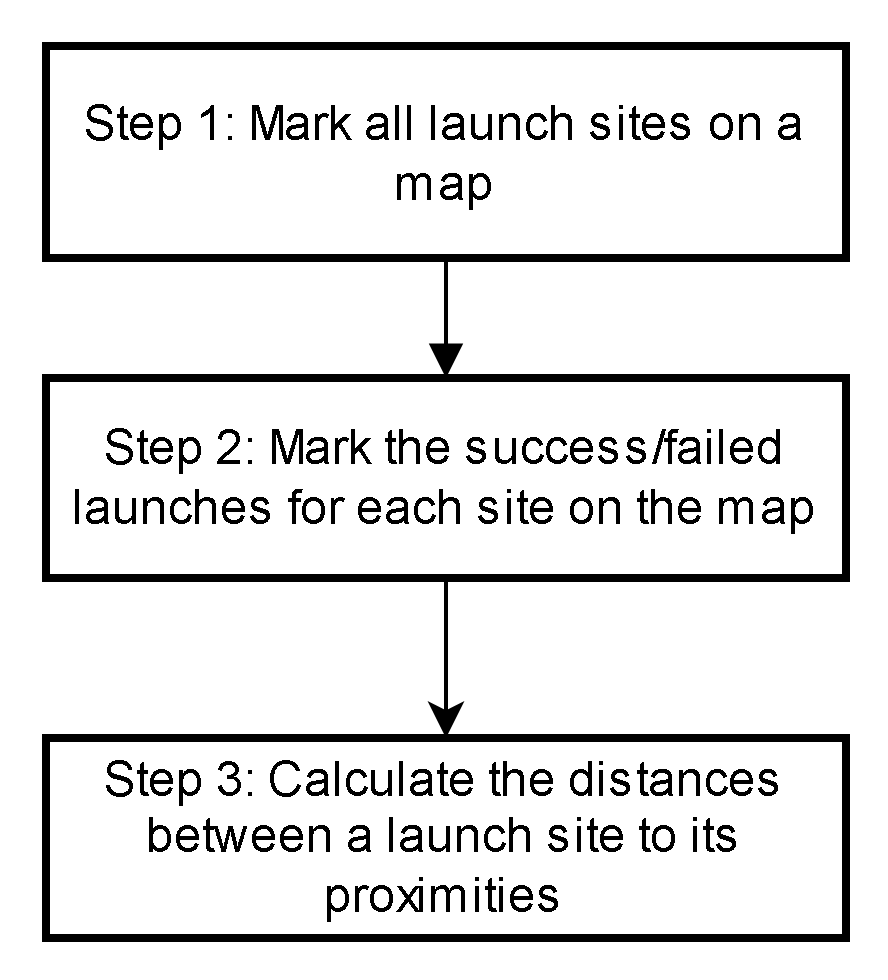 Step 1: Mark all launch sites on a
map
Step 2: Mark the success/failed
launches for each site on the map
Step 3: Calculate the distances
between a launch site to its
proximities